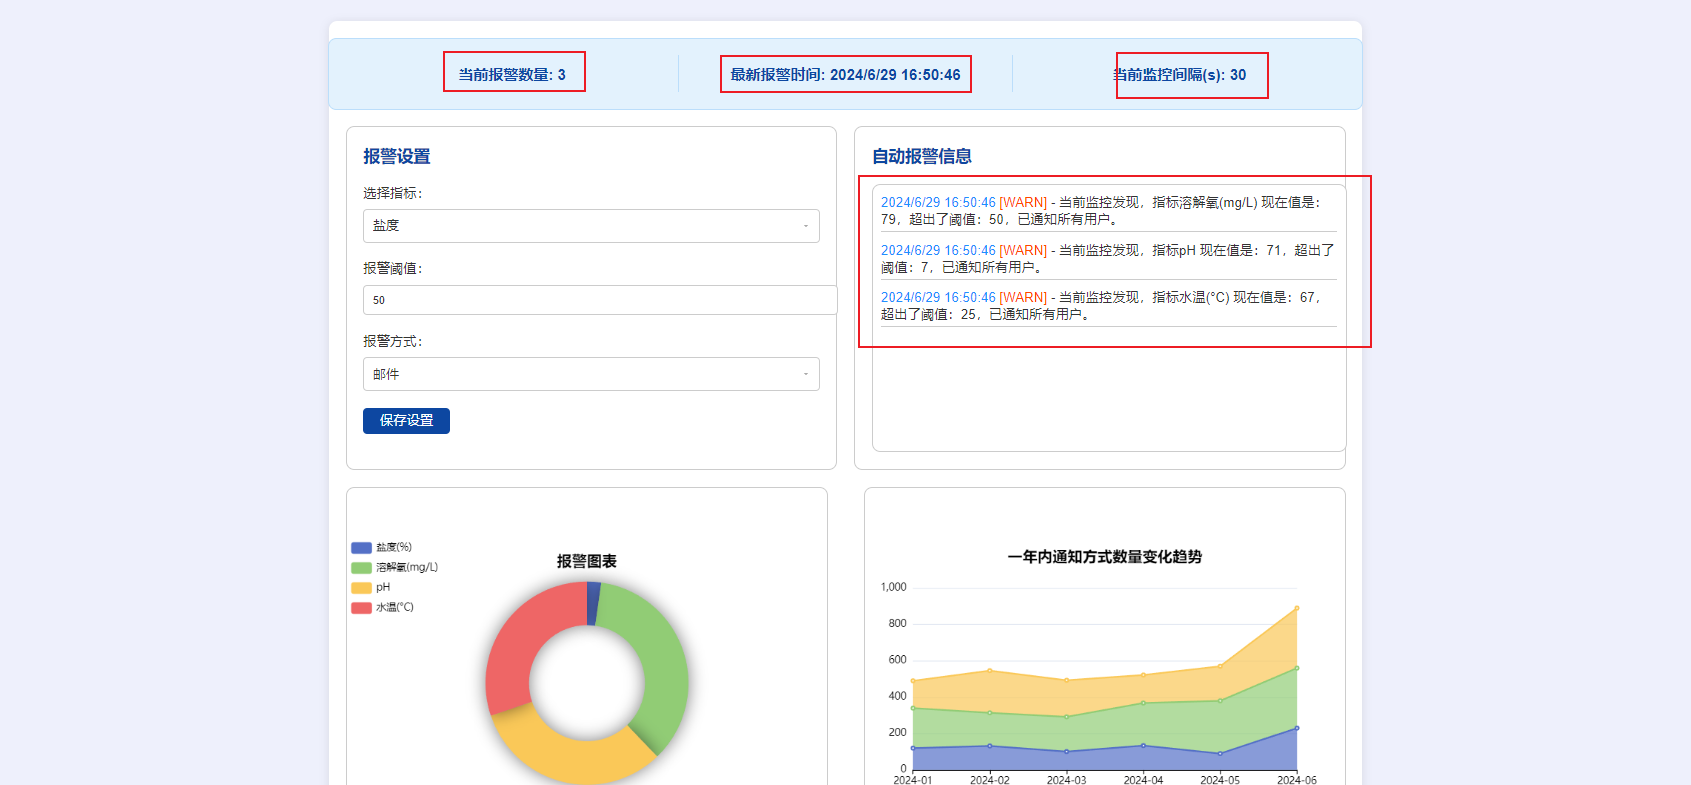 当前报警数量: 3
最新报警时间: 2024/6/29 16:50:46
当前监控间隔(s): 30
报警设置
选择指标：
盐度
报警阈值：
50
报警方式：
邮件
保存设置
自动报警信息
2024/6/29 16:50:46 [WARN] - 当前监控发现，指标溶解氧(mg/L) 现在值是：
79，超出了阈值：50，已通知所有用户。
2024/6/29 16:50:46 [WARN] - 当前监控发现，指标pH 现在值是：71，超出了
阈值：7，已通知所有用户。
2024/6/29 16:50:46 [WARN] - 当前监控发现，指标水温(°C) 现在值是：67，
超出了阈值：25，已通知所有用户。
盐度(%)
溶解氧(mg/L)
pH
水温(°C)
报警图表
一年内通知方式数量变化趋势
1,000
800
600
400
200
0
2024-01 2024-02 2024-03 2024-04 2024-05 2024-06